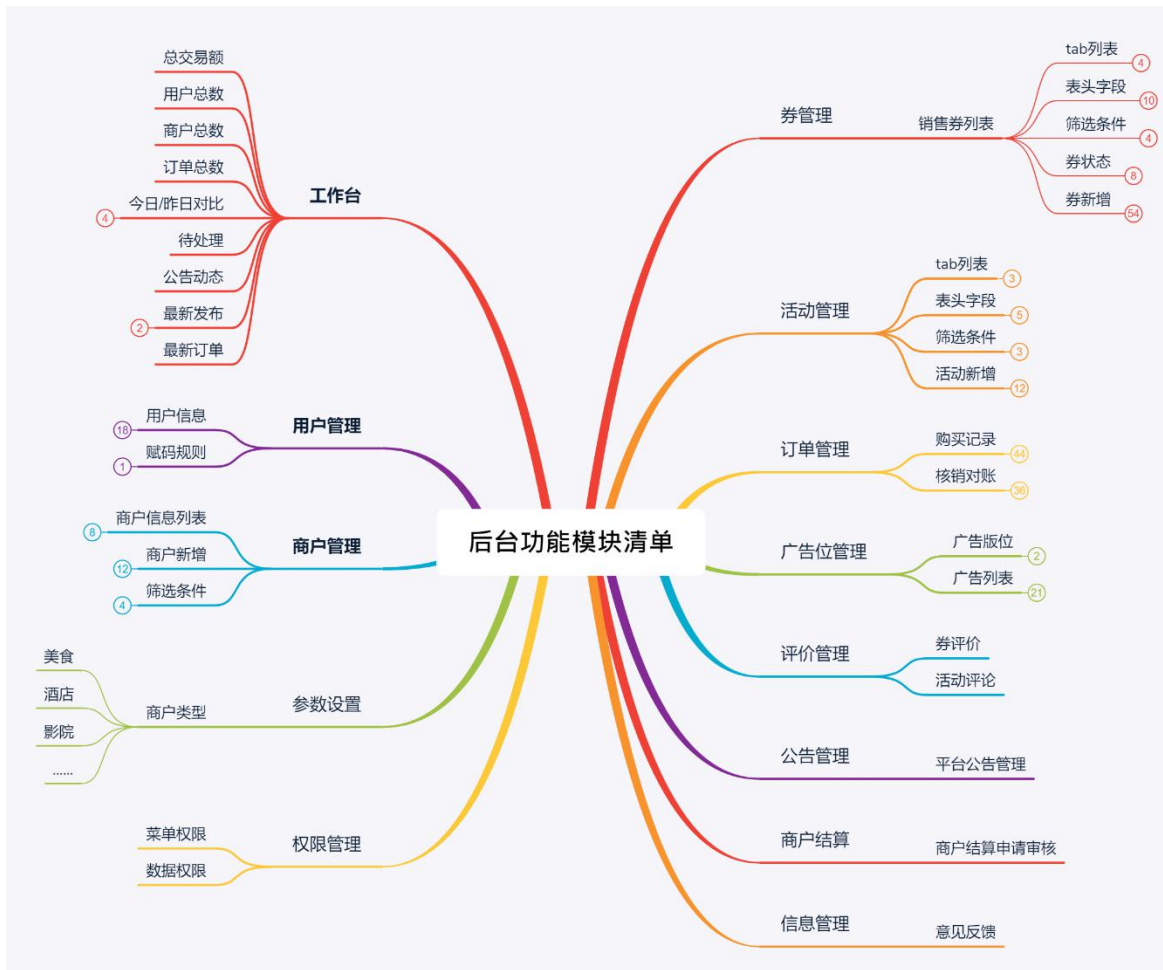 后台功能模块清单
工作台
总交易额
用户总数
商户总数
订单总数
今日/昨日对比
4
待处理
公告动态
最新发布
2
最新订单
用户管理
用户信息
18
赋码规则
1
商户管理
商户信息列表
8
商户新增
12
筛选条件
4
参数设置
商户类型
美食
酒店
影院
......
权限管理
菜单权限
数据权限
券管理
销售券列表
tab列表
4
表头字段
10
筛选条件
4
券状态
8
券新增
54
活动管理
tab列表
3
表头字段
5
筛选条件
3
活动新增
12
订单管理
购买记录
44
核销对账
36
广告位管理
广告版位
2
广告列表
21
评价管理
券评价
活动评论
公告管理
平台公告管理
商户结算
商户结算申请审核
信息管理
意见反馈